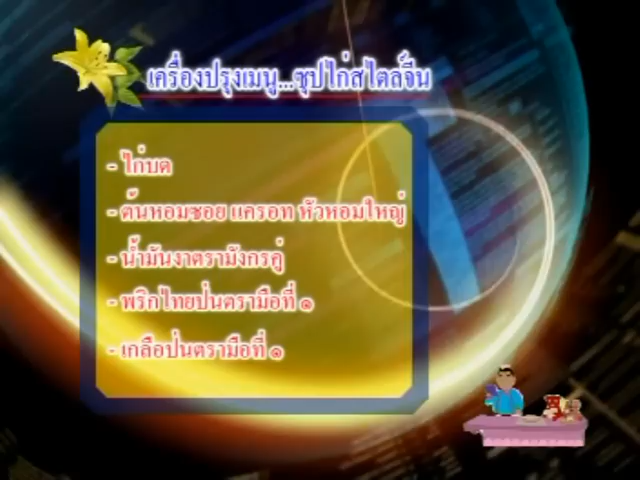 เครื่องปรุงเมนู...ซุปไก่สไตล์จีน
- ไก่บด
- ต้นหอมซอย แครอท หัวหอมใหญ่
- น้ำมันงาตรามังกรคู่
- พริกไทยป่นตรามือที่ ๑
- เกลือป่นตรามือที่ ๑